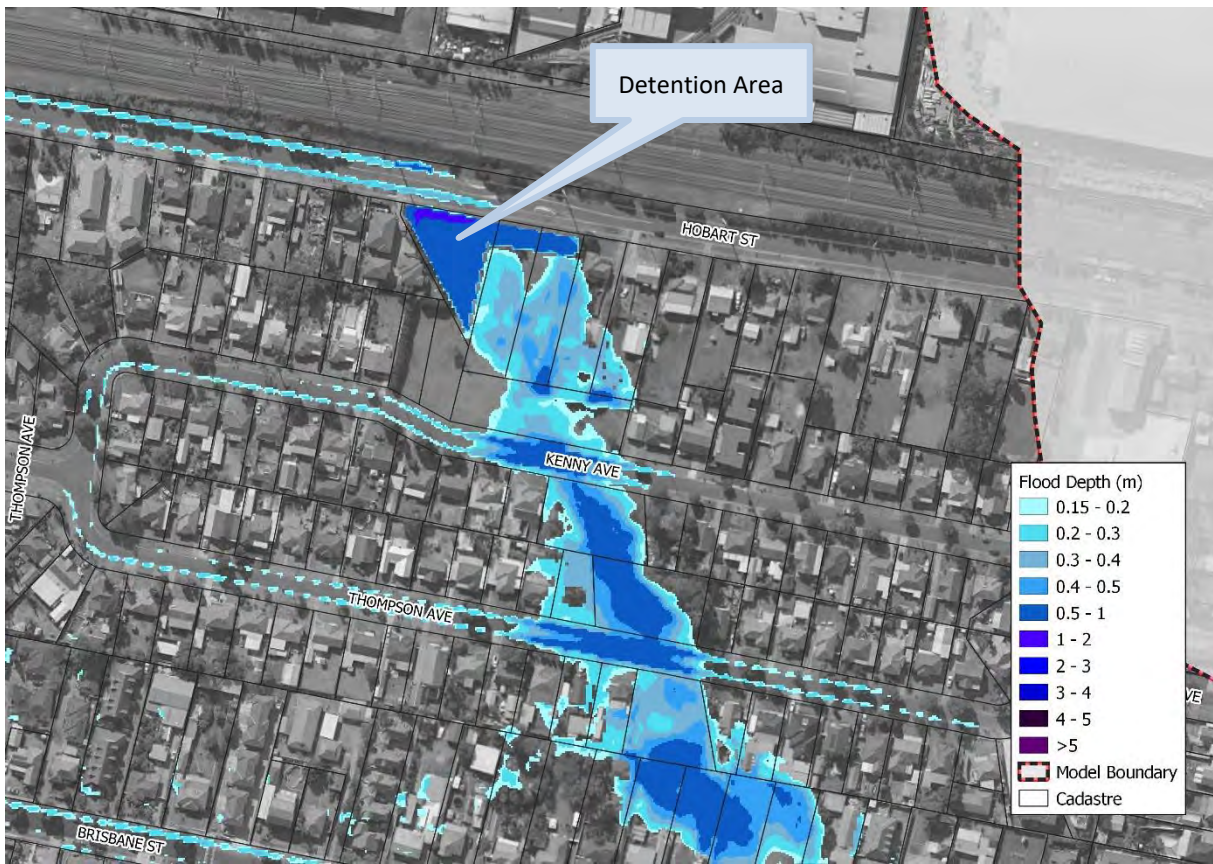 Detention Area
HOBART ST
KENNY AVE
THOMPSON AVE
THOMPSON AVE
BRISBANE ST
VE
Flood Depth (m)
0.15 - 0.2
0.2 - 0.3
0.3 - 0.4
0.4 - 0.5
0.5 - 1
1 - 2
2 - 3
3 - 4
4 - 5
>5
Model Boundary
Cadastre